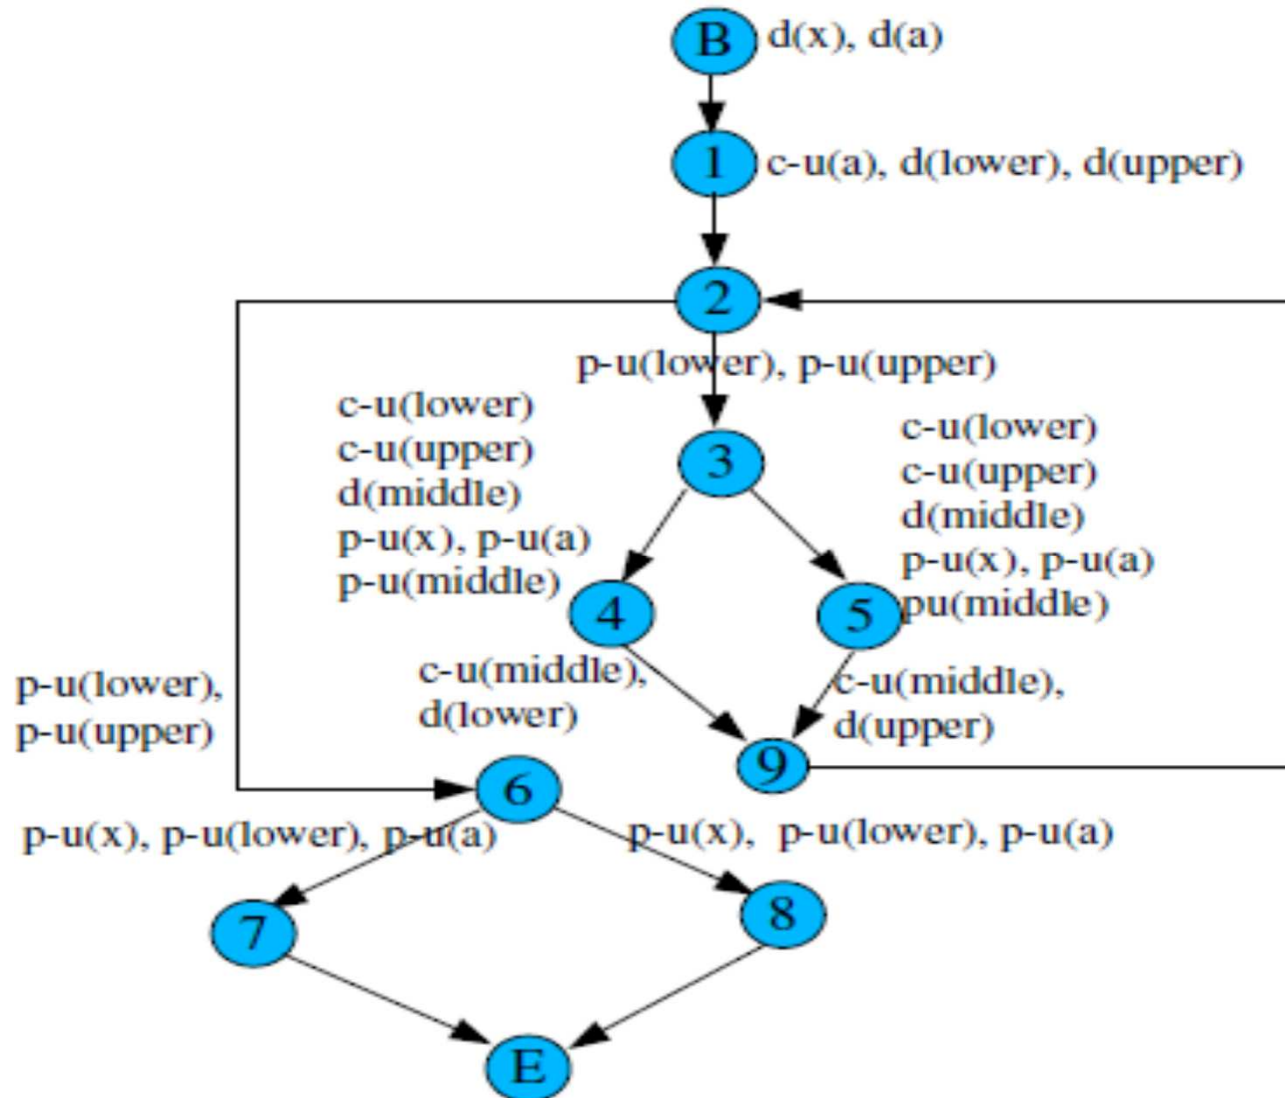 B d(x), d(a)
1 c-u(a), d(lower), d(upper)
2
p-u(lower), p-u(upper)
c-u(lower)
c-u(upper)
d(middle)
p-u(x), p-u(a)
p-u(middle)
3
c-u(lower)
c-u(upper)
d(middle)
p-u(x), p-u(a)
pu(middle)
4
5
p-u(lower),
p-u(upper)
c-u(middle),
d(lower)
c-u(middle),
d(upper)
9
6
p-u(x), p-u(lower), p-u(a)
p-u(x), p-u(lower), p-u(a)
7
8
E